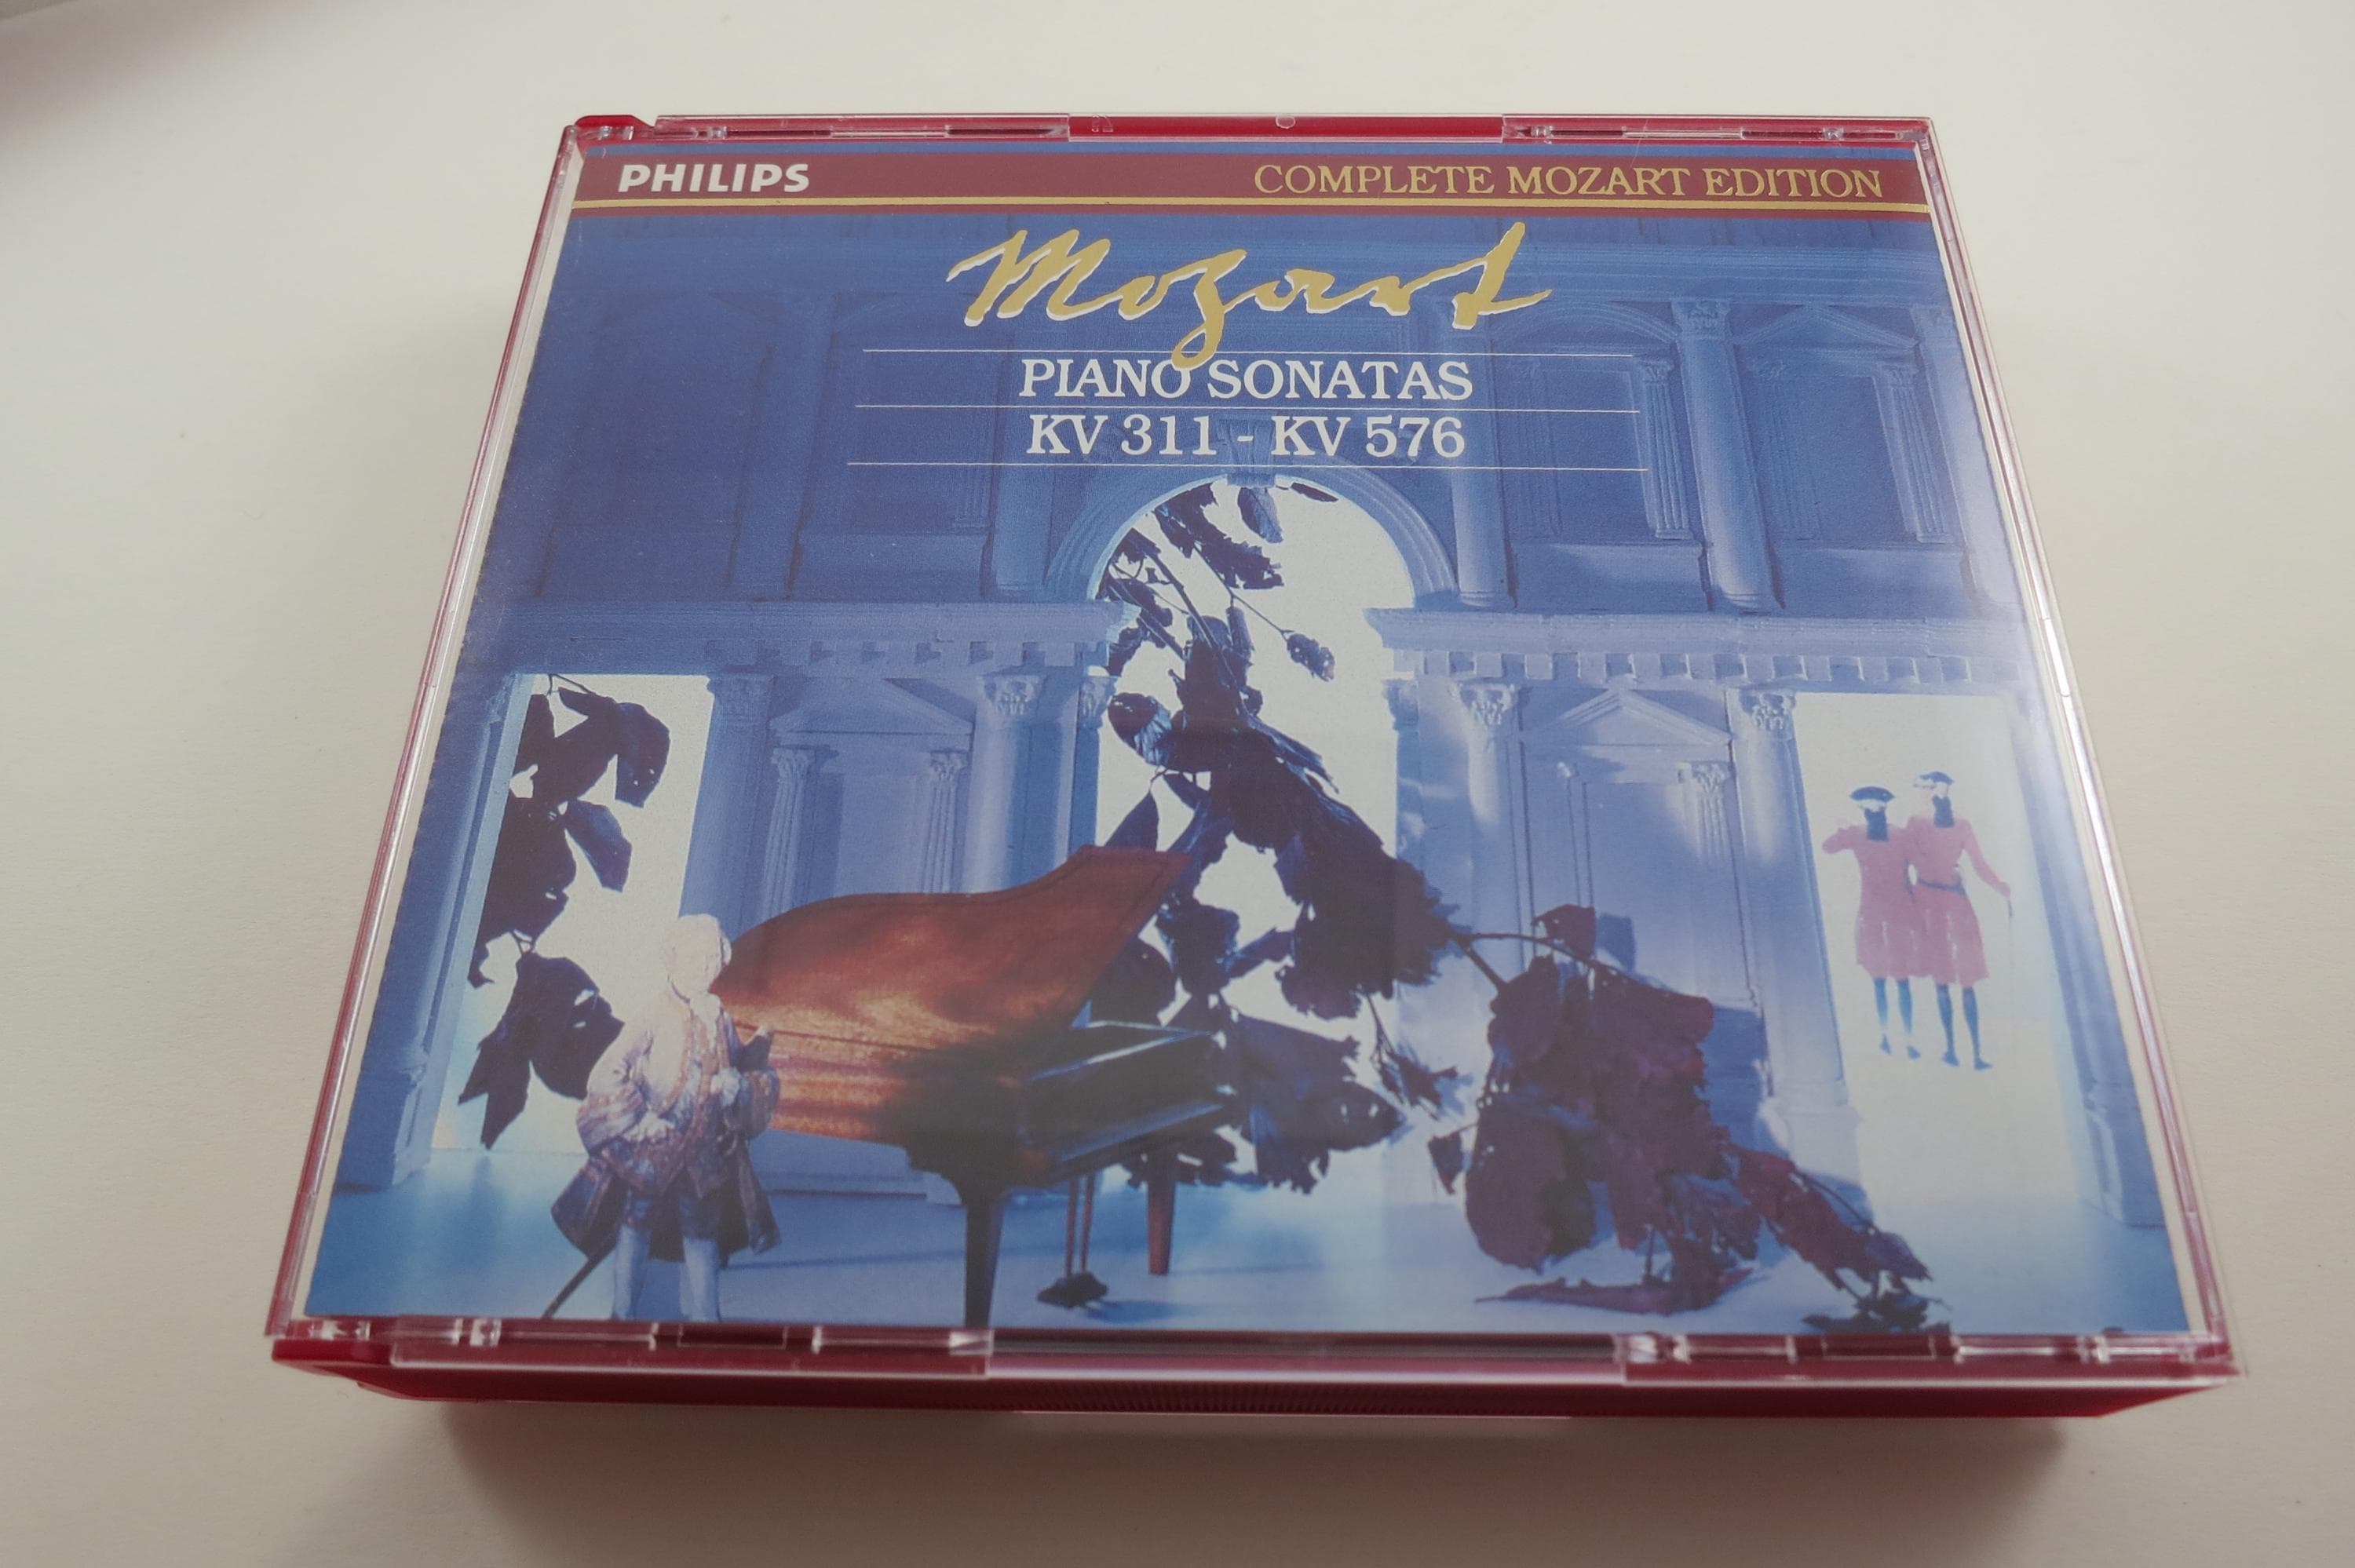 PHILIPS
COMPLETE MOZART EDITION
Mozart
PIANO SONATAS
KV 311 - KV 576